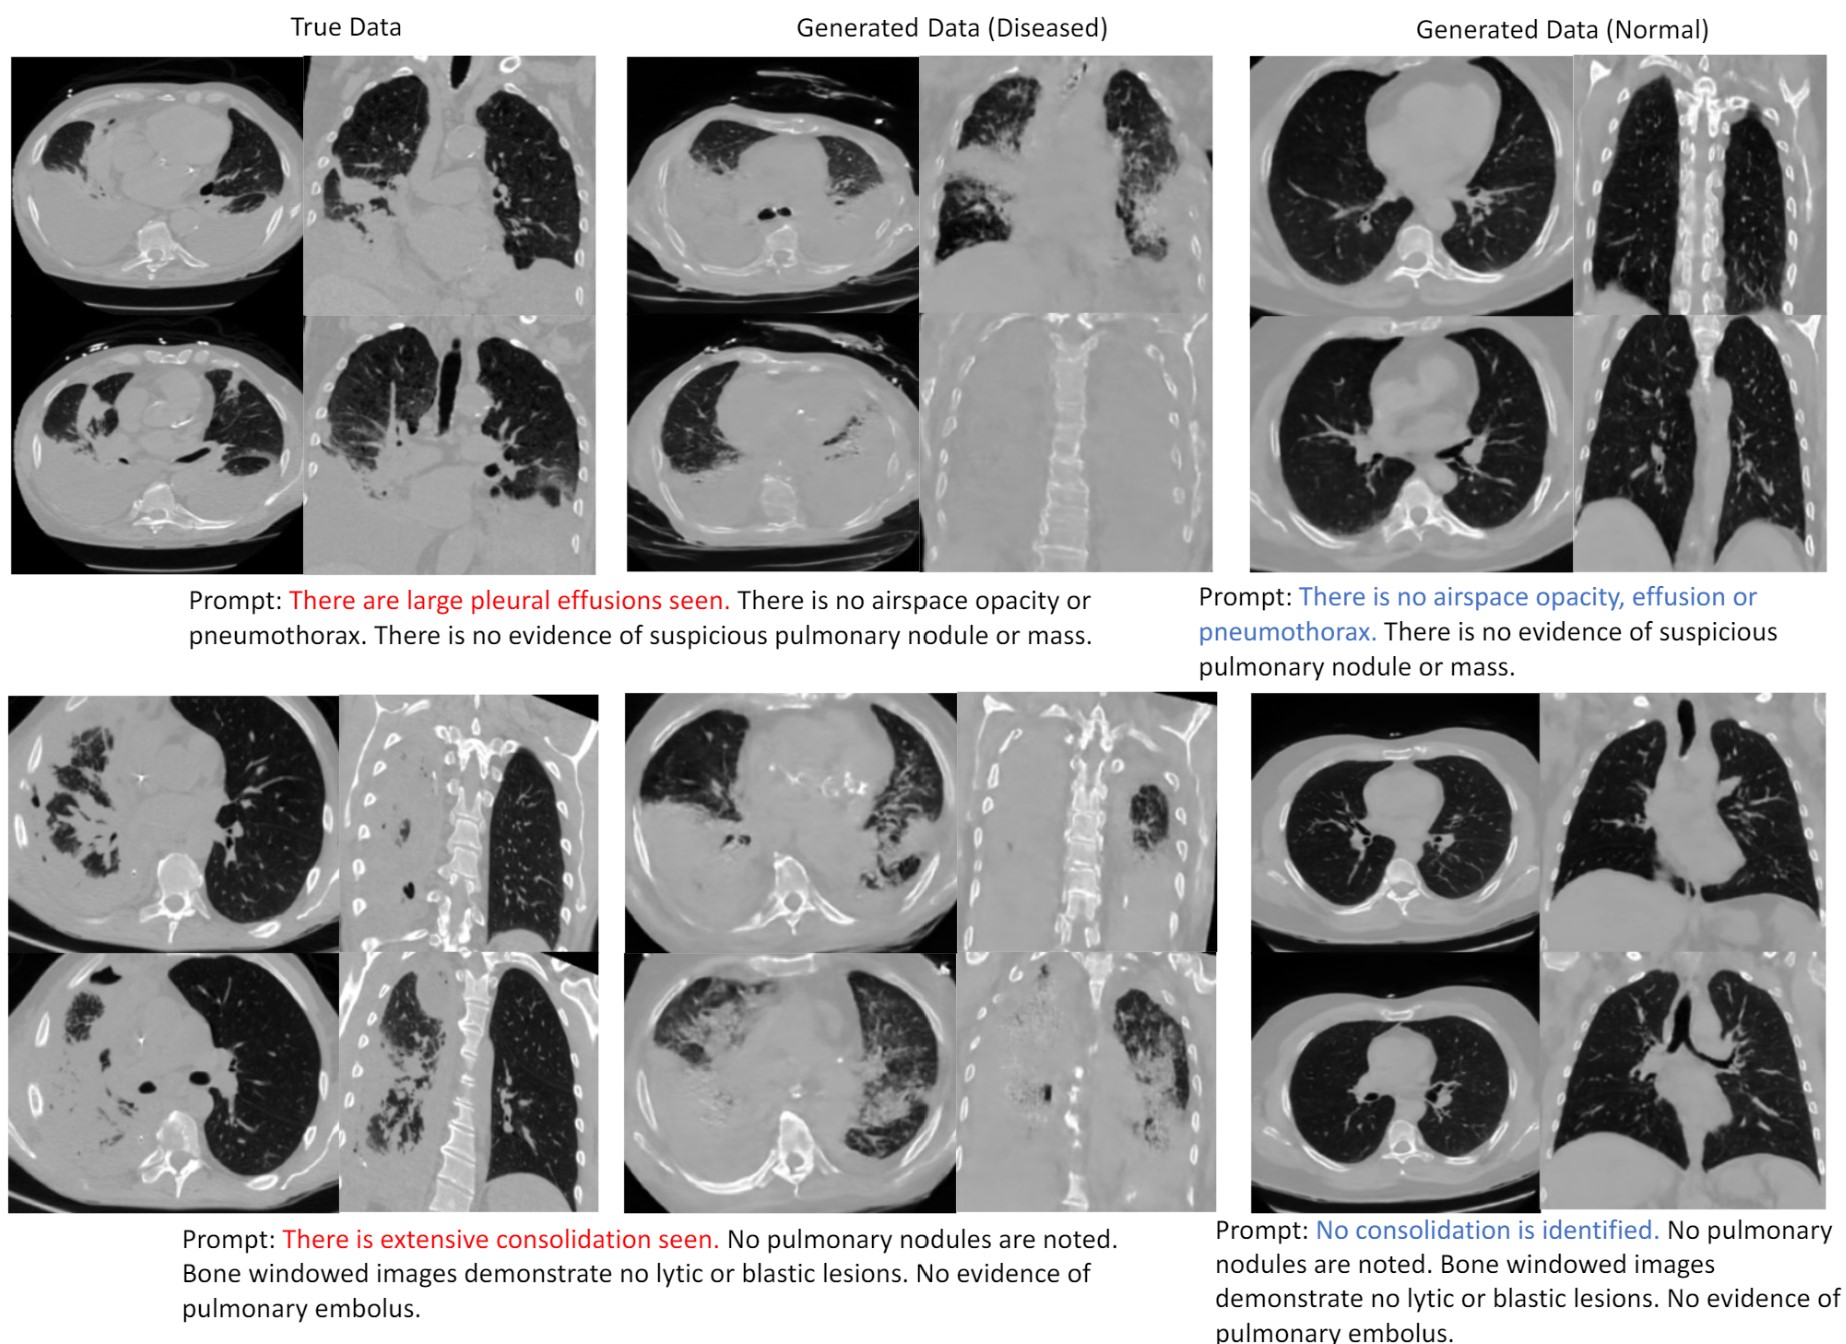 True Data
Generated Data (Diseased)
Generated Data (Normal)
Prompt: There are large pleural effusions seen. There is no airspace opacity or
pneumothorax. There is no evidence of suspicious pulmonary nodule or mass.
Prompt: There is no airspace opacity, effusion or
pneumothorax. There is no evidence of suspicious
pulmonary nodule or mass.
Prompt: There is extensive consolidation seen. No pulmonary nodules are noted.
Bone windowed images demonstrate no lytic or blastic lesions. No evidence of
pulmonary embolus.
Prompt: No consolidation is identified. No pulmonary
nodules are noted. Bone windowed images
demonstrate no lytic or blastic lesions. No evidence of
pulmonary embolus.